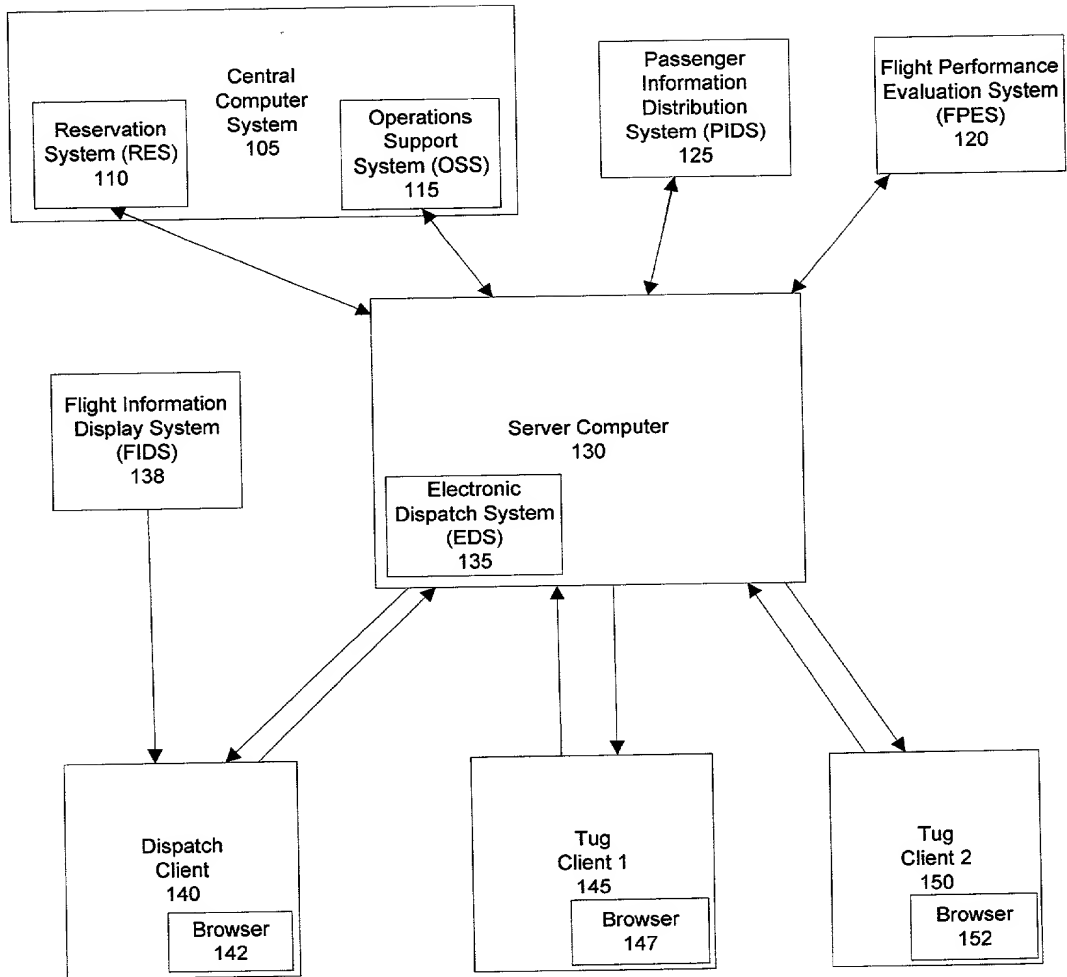 Central
Computer
System
105
Reservation
System (RES)
110
Operations
Support
System (OSS)
115
Passenger
Information
Distribution
System (PIDS)
125
Flight Performance
Evaluation System
(FPES)
120
Flight Information
Display System
(FIDS)
138
Server Computer
130
Electronic
Dispatch System
(EDS)
135
Dispatch
Client
140
Browser
142
Tug
Client 1
145
Browser
147
Tug
Client 2
150
Browser
152